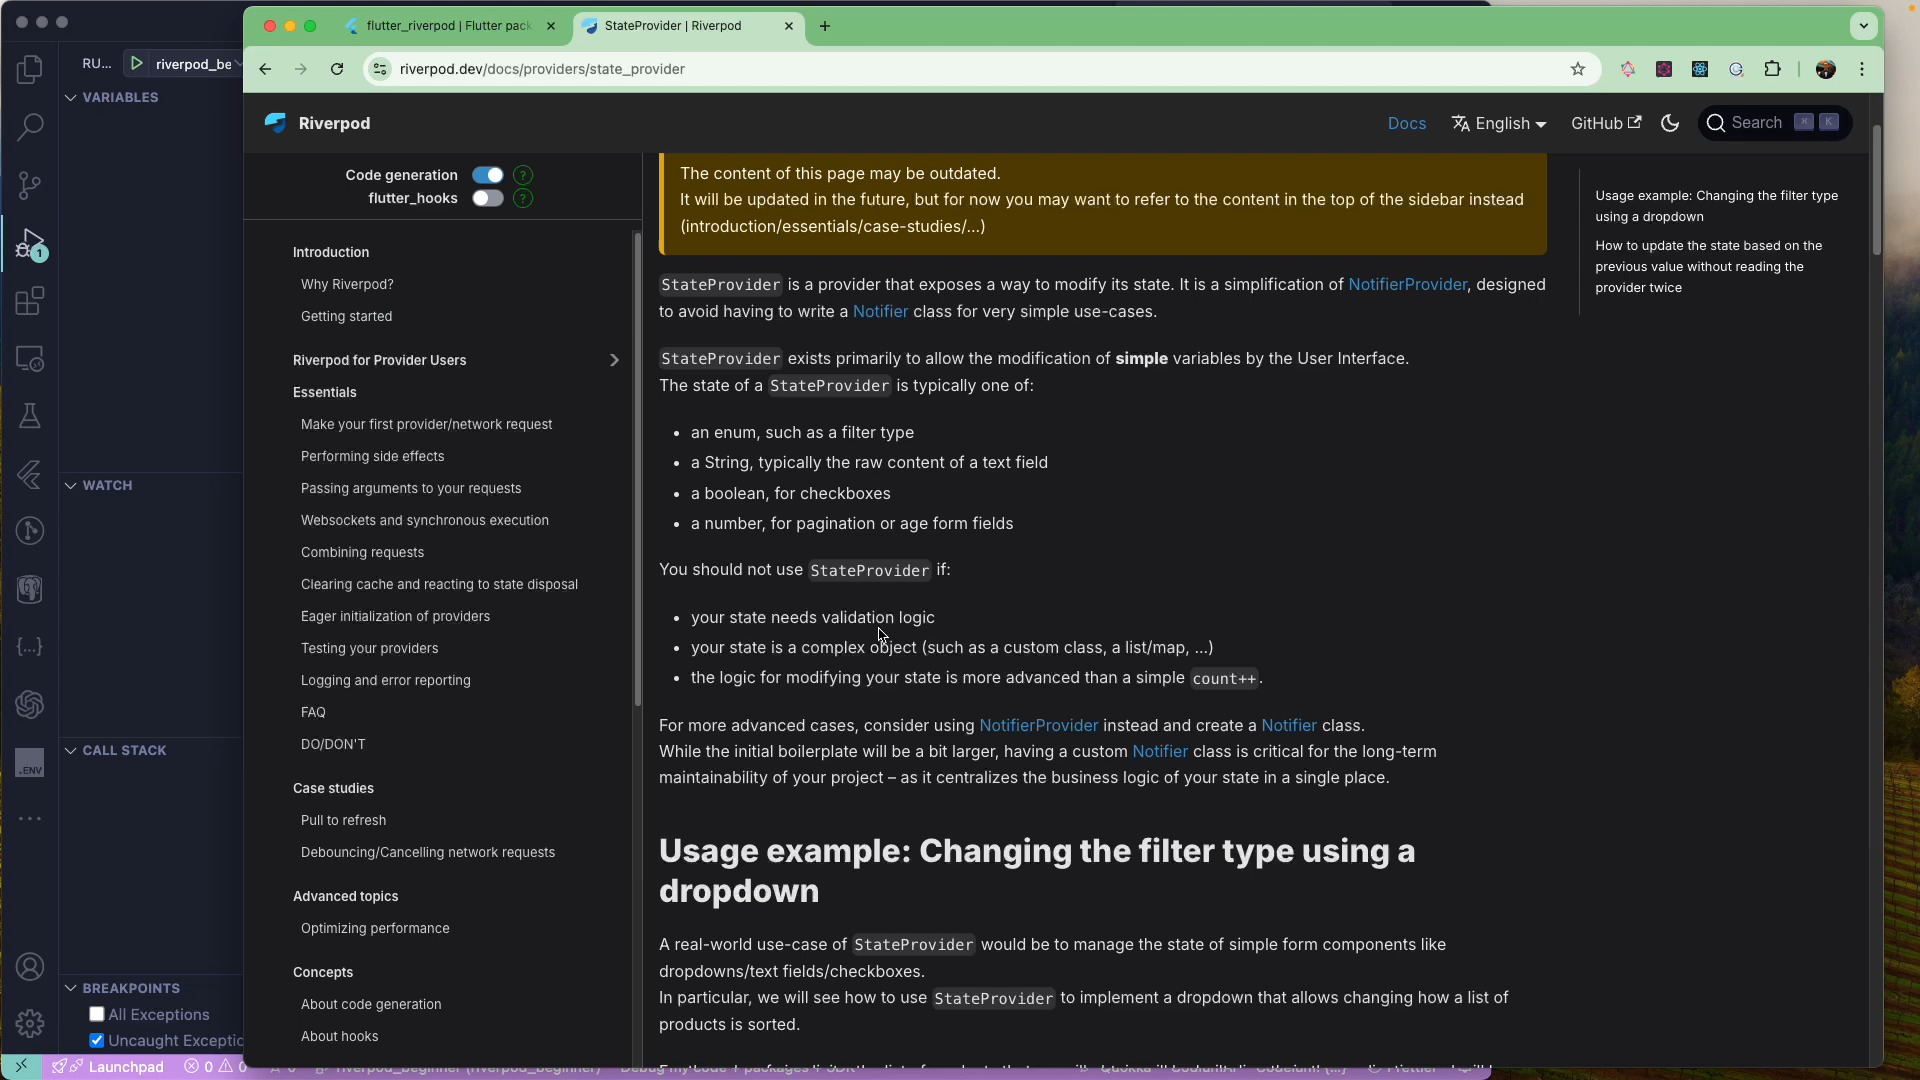 flutter_riverpod | Flutter pack
StateProvider | Riverpod
riverpod.dev/docs/providers/state_provider
RU...
riverpod_be
VARIABLES
WATCH
CALL STACK
BREAKPOINTS
All Exceptions
Uncaught Exceptio
1
.ENV
Launchpad
0
0
Riverpod
Docs
English
GitHub
Search
⌘
K
Code generation
?
flutter_hooks
?
Introduction
Why Riverpod?
Getting started
Riverpod for Provider Users
Essentials
Make your first provider/network request
Performing side effects
Passing arguments to your requests
Websockets and synchronous execution
Combining requests
Clearing cache and reacting to state disposal
Eager initialization of providers
Testing your providers
Logging and error reporting
FAQ
DO/DON'T
Case studies
Pull to refresh
Debouncing/Cancelling network requests
Advanced topics
Optimizing performance
Concepts
About code generation
About hooks
The content of this page may be outdated.
It will be updated in the future, but for now you may want to refer to the content in the top of the sidebar instead
(introduction/essentials/case-studies/...)
StateProvider is a provider that exposes a way to modify its state. It is a simplification of NotifierProvider, designed
to avoid having to write a Notifier class for very simple use-cases.
StateProvider exists primarily to allow the modification of simple variables by the User Interface.
The state of a StateProvider is typically one of:
• an enum, such as a filter type
• a String, typically the raw content of a text field
• a boolean, for checkboxes
• a number, for pagination or age form fields
You should not use StateProvider if:
• your state needs validation logic
• your state is a complex object (such as a custom class, a list/map, ...)
• the logic for modifying your state is more advanced than a simple count++.
For more advanced cases, consider using NotifierProvider instead and create a Notifier class.
While the initial boilerplate will be a bit larger, having a custom Notifier class is critical for the long-term
maintainability of your project – as it centralizes the business logic of your state in a single place.
Usage example: Changing the filter type using a
dropdown
A real-world use-case of StateProvider would be to manage the state of simple form components like
dropdowns/text fields/checkboxes.
In particular, we will see how to use StateProvider to implement a dropdown that allows changing how a list of
products is sorted.
Usage example: Changing the filter type
using a dropdown
How to update the state based on the
previous value without reading the
provider twice